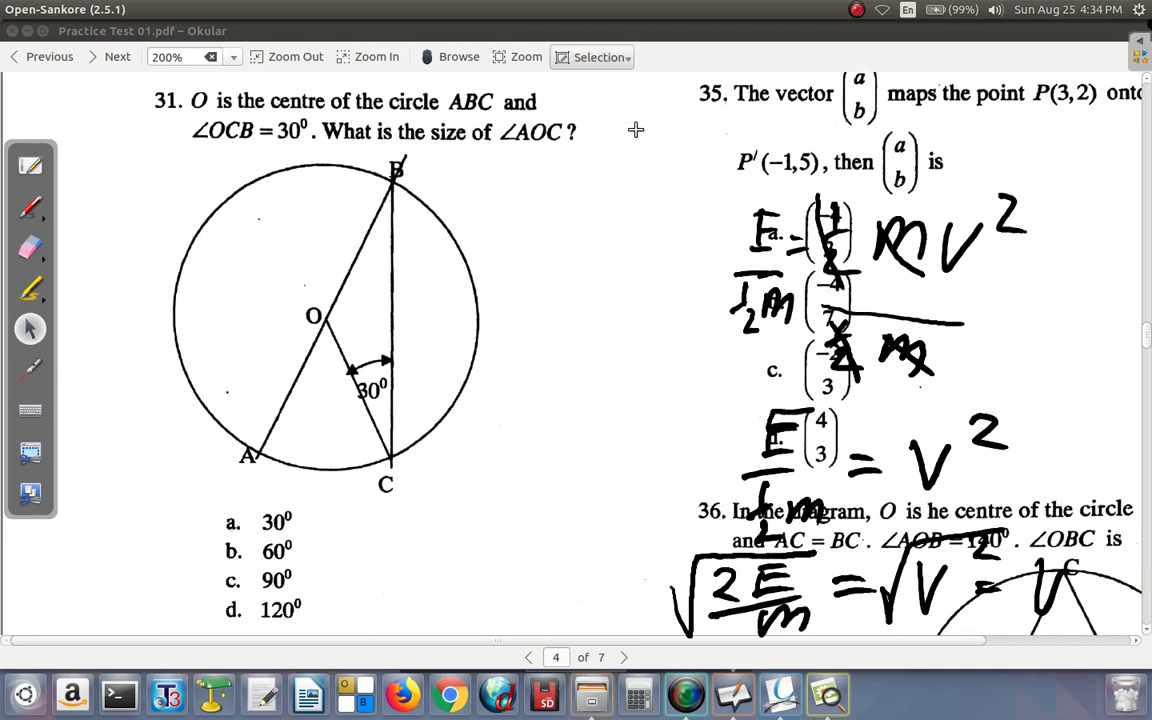 Open-Sankore (2.5.1)
En
(99%)
Sun Aug 25 4:34 PM
Practice Test 01.pdf – Okular
Previous
Next
200%
Zoom Out
Zoom In
Browse
Zoom
Selection
31. O is the centre of the circle ABC and
∠OCB = 30⁰. What is the size of ∠AOC ?
B
O
30⁰
A
C
a. 30⁰
b. 60⁰
c. 90⁰
d. 120⁰
35. The vector (a b) maps the point P(3,2) onto
P′(−1,5), then (a b) is
a.
c.
3
(4 3)
E = m v²
½ m
E = v²
½ m
√2E/m = √v² = v
36. In the diagram, O is he centre of the circle
and AC = BC. ∠AOB = 140⁰. ∠OBC is
C
4 of 7
SD